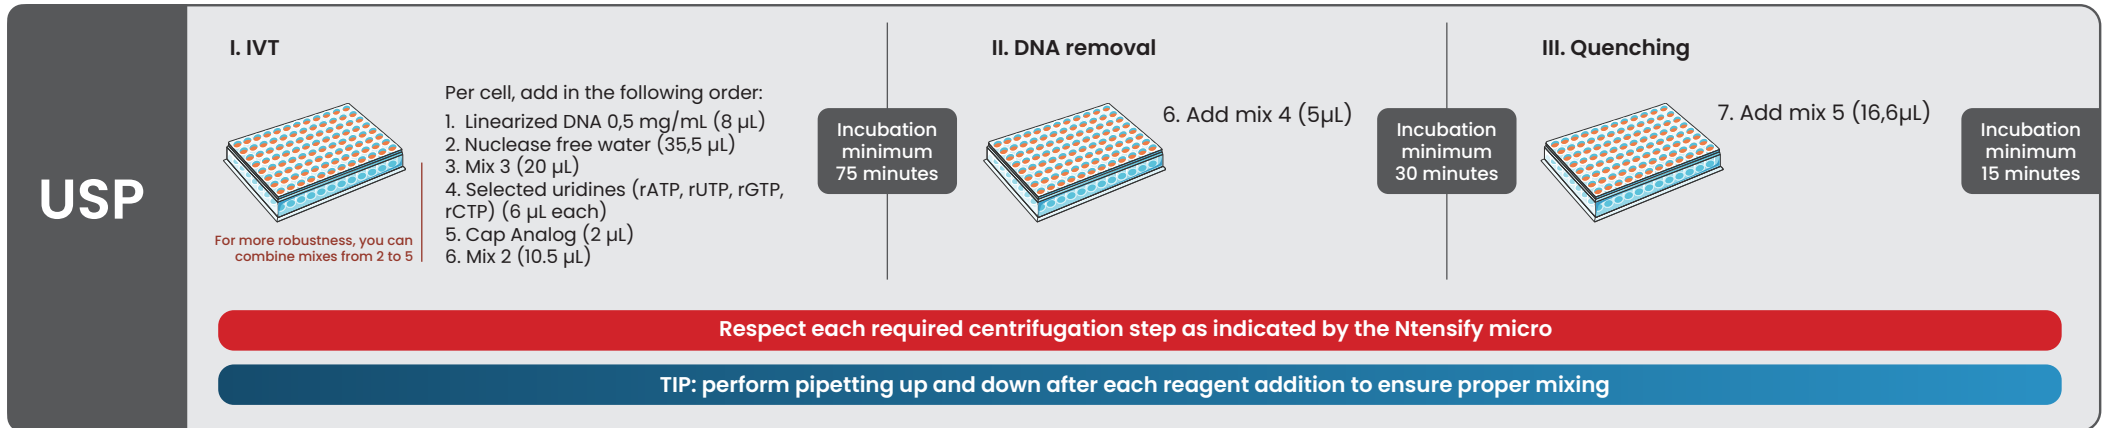 USP
I. IVT
Per cell, add in the following order:
1. Linearized DNA 0,5 mg/mL (8 µL)
2. Nuclease free water (35,5 µL)
3. Mix 3 (20 µL)
4. Selected uridines (rATP, rUTP, rGTP,
rCTP) (6 µL each)
5. Cap Analog (2 µL)
6. Mix 2 (10.5 µL)
For more robustness, you can
combine mixes from 2 to 5
Incubation
minimum
75 minutes
II. DNA removal
6. Add mix 4 (5µL)
Incubation
minimum
30 minutes
III. Quenching
7. Add mix 5 (16,6µL)
Incubation
minimum
15 minutes
Respect each required centrifugation step as indicated by the Ntensify micro
TIP: perform pipetting up and down after each reagent addition to ensure proper mixing